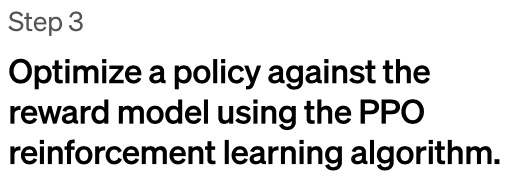 Step 3
Optimize a policy against the
reward model using the PPO
reinforcement learning algorithm.